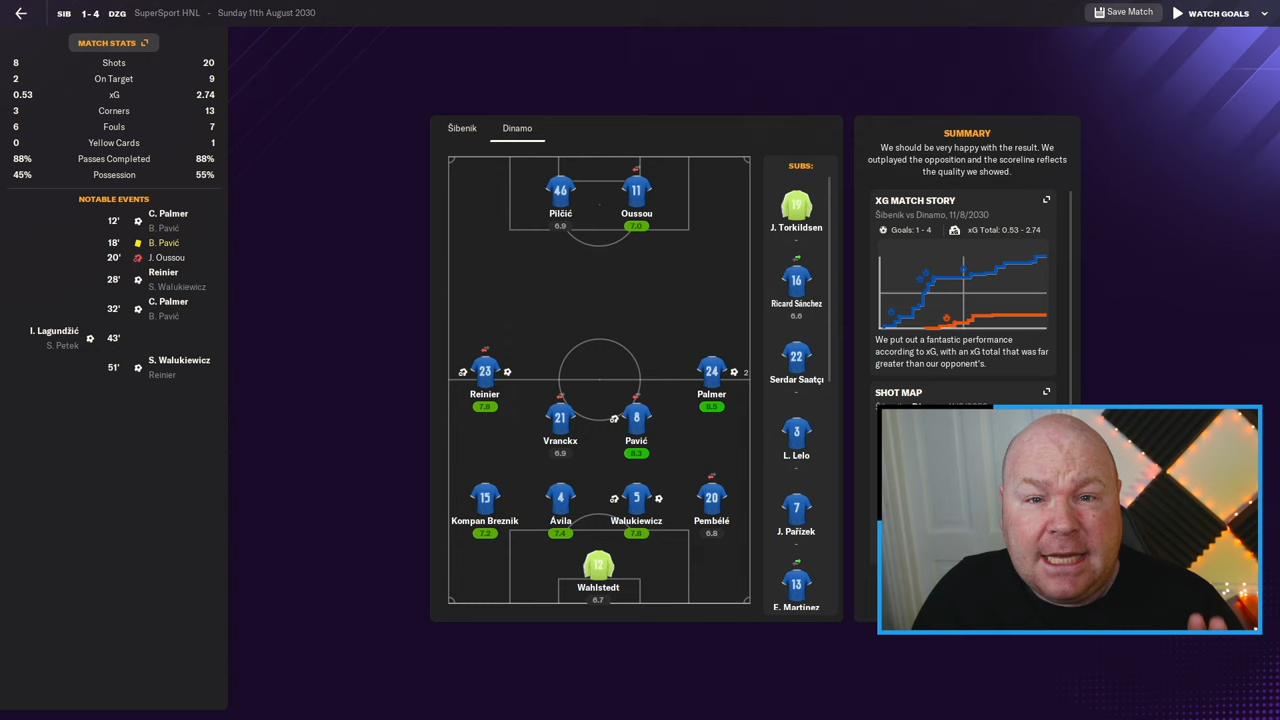 SIB 1 - 4 DZG SuperSport HNL - Sunday 11th August 2030
Save Match
WATCH GOALS
MATCH STATS
8 Shots 20
2 On Target 9
0.53 xG 2.74
3 Corners 13
6 Fouls 7
0 Yellow Cards 1
88% Passes Completed 88%
45% Possession 55%
NOTABLE EVENTS
12' C. Palmer
B. Pavić
18' B. Pavić
20' J. Oussou
28' Reinier
S. Walukiewicz
32' C. Palmer
B. Pavić
I. Lagundžić 43'
S. Petek
51' S. Walukiewicz
Reinier
Šibenik Dinamo
46 11
Pilčić Oussou
6.9 7.0
23 24 2
Reinier Palmer
7.8 8.5
21 8
Vranckx Pavić
6.9 8.3
15 4 5 20
Kompan Breznik Ávila Walukiewicz Pembélé
7.2 7.4 7.8 6.8
12
Wahlstedt
6.7
SUBS:
19
J. Torkildsen
-
16
Ricard Sánchez
6.6
22
Serdar Saatçı
-
3
L. Lelo
-
7
J. Pařízek
-
13
E. Martínez
SUMMARY
We should be very happy with the result. We
outplayed the opposition and the scoreline reflects
the quality we showed.
XG MATCH STORY
Šibenik vs Dinamo, 11/8/2030
Goals: 1 - 4 xG Total: 0.53 - 2.74
We put out a fantastic performance
according to xG, with an xG total that was far
greater than our opponent's.
SHOT MAP